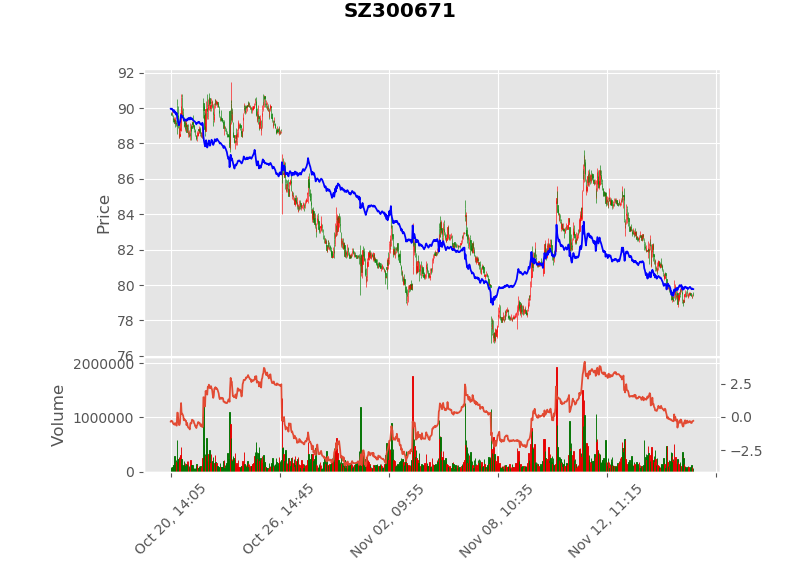 SZ300671
92
90
88
86
84
82
80
78
76
Price
2000000
1000000
0
Volume
2.5
0.0
−2.5
Oct 20, 14:05
Oct 26, 14:45
Nov 02, 09:55
Nov 08, 10:35
Nov 12, 11:15